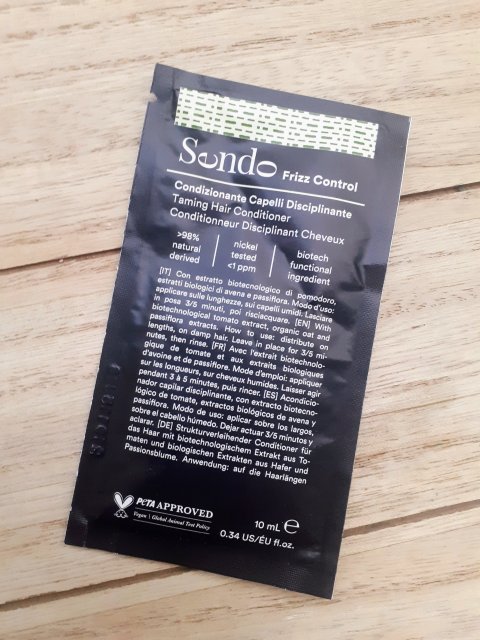 Sendo Frizz Control
Condizionante Capelli Disciplinante
Taming Hair Conditioner
Conditionneur Disciplinant Cheveux
>98% natural derived
nickel tested <1 ppm
biotech functional ingredient
[IT] Con estratto biotecnologico di pomodoro,
estratti biologici di avena e passiflora. Modo d'uso:
applicare sulle lunghezze, sui capelli umidi. Lasciare
in posa 3/5 minuti, poi risciacquare. [EN] With
biotechnological tomato extract, organic oat and
passiflora extracts. How to use: distribute on
lengths, on damp hair. Leave in place for 3/5 mi-
nutes, then rinse. [FR] Avec l'extrait biotechnolo-
gique de tomate et aux extraits biologiques
d'avoine et de passiflore. Mode d'emploi: appliquer
sur les longueurs, sur cheveux humides. Laisser agir
pendant 3 à 5 minutes, puis rincer. [ES] Acondicio-
nador capilar disciplinante, con extracto biotecno-
lógico de tomate, extractos biológicos de avena y
passiflora. Modo de uso: aplicar sobre los largos,
sobre el cabello húmedo. Dejar actuar 3/5 minutos y
aclarar. [DE] Strukturverleihender Conditioner für
das Haar mit biotechnologischem Extrakt aus To-
maten und biologischen Extrakten aus Hafer und
Passionsblume. Anwendung: auf die Haarlängen
PETA APPROVED
Vegan | Global Animal Test Policy
10 mL ℮
0.34 US/ÉU fl.oz.